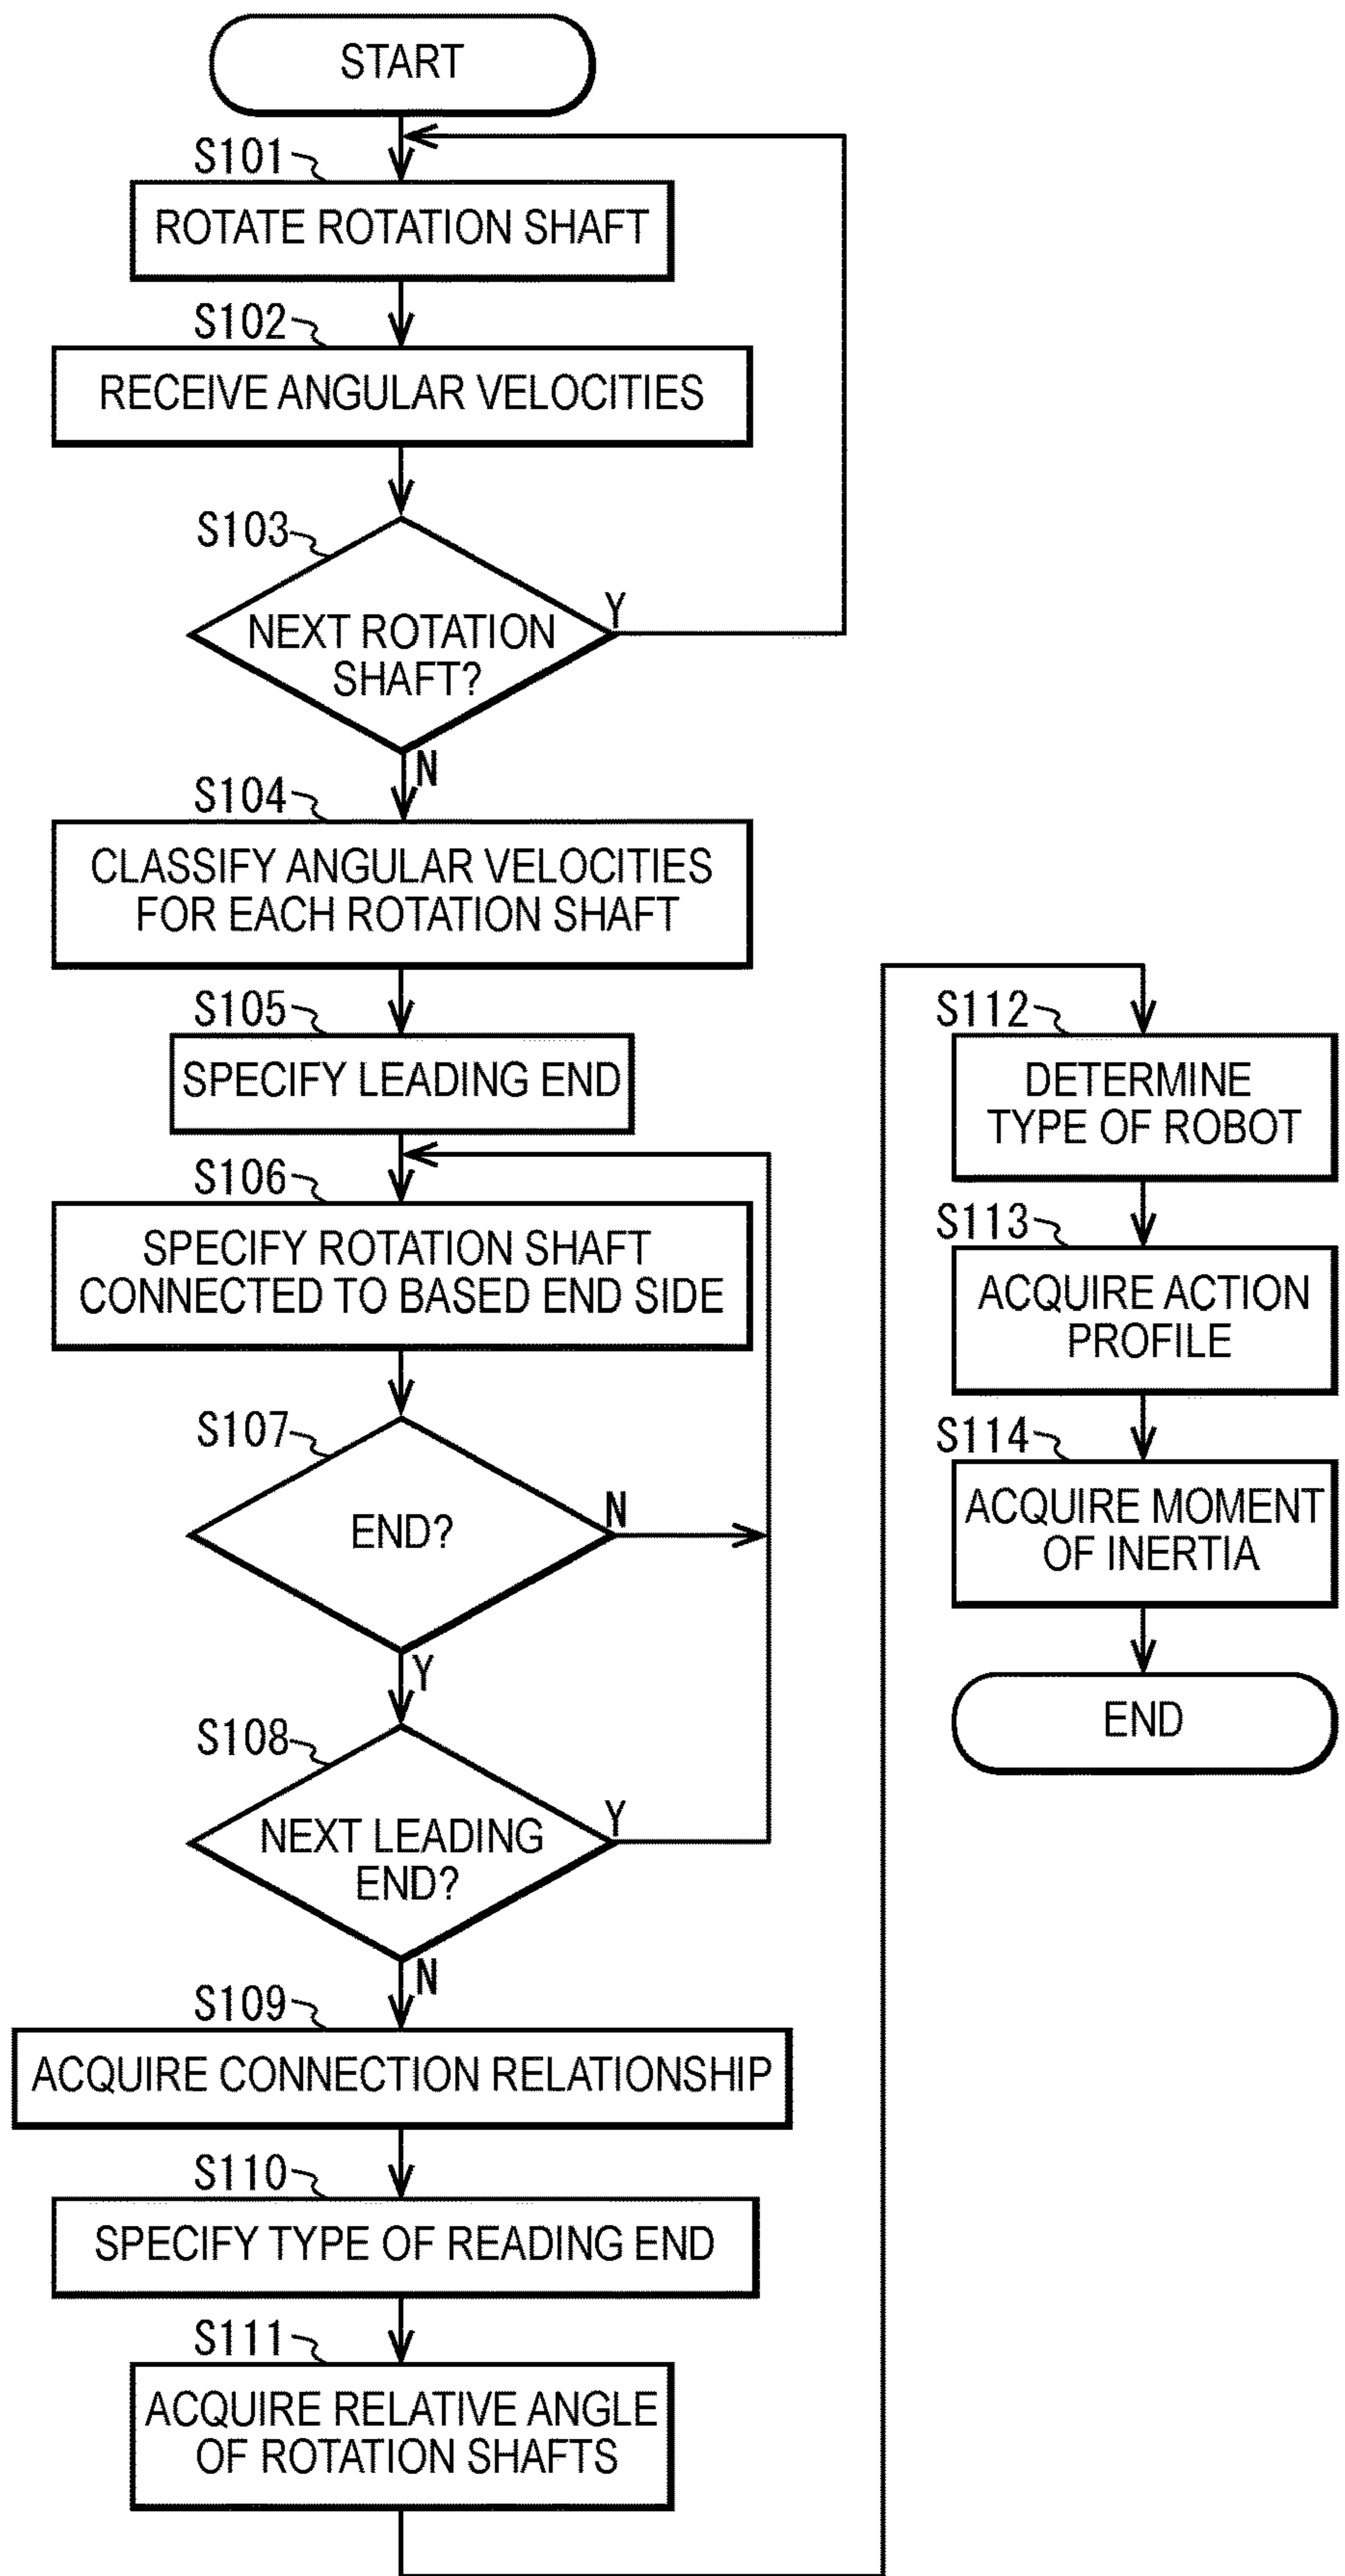 START
S101
ROTATE ROTATION SHAFT
S102
RECEIVE ANGULAR VELOCITIES
S103
NEXT ROTATION
SHAFT?
Y
N
S104
CLASSIFY ANGULAR VELOCITIES
FOR EACH ROTATION SHAFT
S105
SPECIFY LEADING END
S106
SPECIFY ROTATION SHAFT
CONNECTED TO BASED END SIDE
S107
END?
N
Y
S108
NEXT LEADING
END?
Y
N
S109
ACQUIRE CONNECTION RELATIONSHIP
S110
SPECIFY TYPE OF READING END
S111
ACQUIRE RELATIVE ANGLE
OF ROTATION SHAFTS
S112
DETERMINE
TYPE OF ROBOT
S113
ACQUIRE ACTION
PROFILE
S114
ACQUIRE MOMENT
OF INERTIA
END